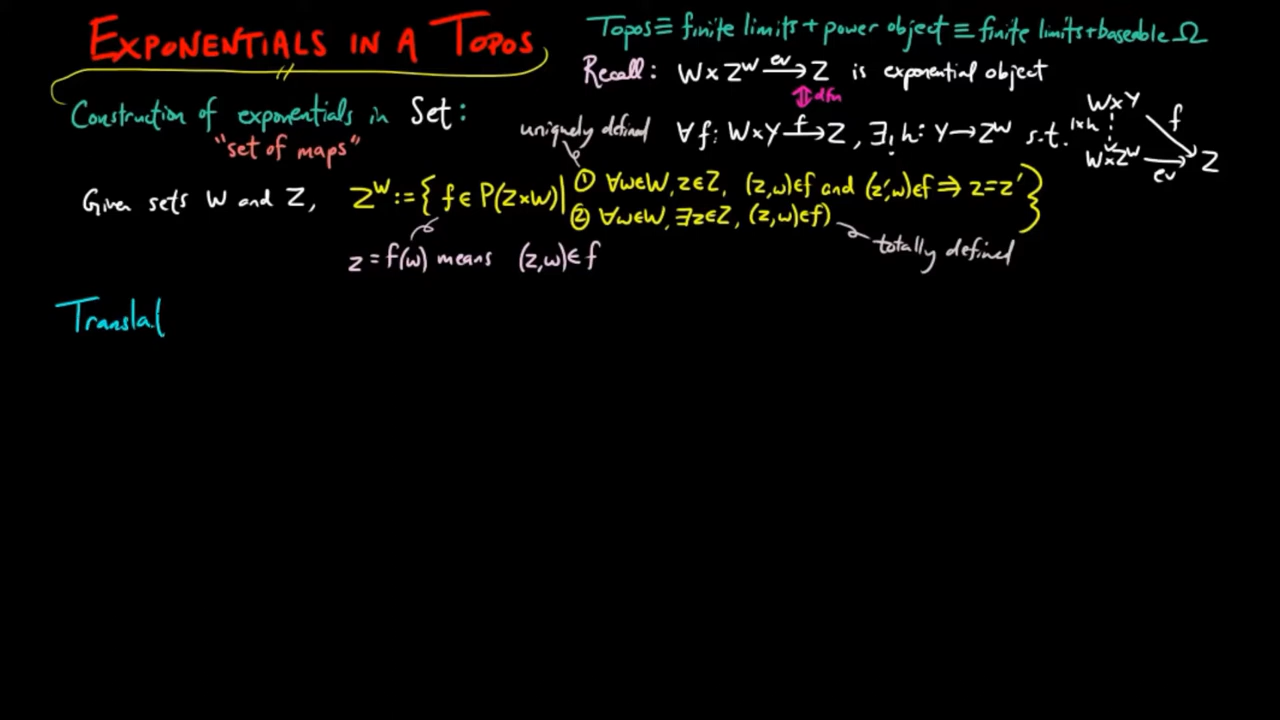 EXPONENTIALS IN A TOPOS
Topos ≡ finite limits + power object ≡ finite limits + baseable Ω
Recall: W×Z^W —ev→ Z is exponential object
⇕ dfn
Construction of exponentials in Set:
"set of maps"
uniquely defined
∀f: W×Y —f→ Z, ∃! h: Y→Z^W s.t.
W×Y
f
1×h
W×Z^W
ev
Z
Given sets W and Z, Z^W := { f ∈ P(Z×W) | ① ∀w∈W, z∈Z, (z,w)∈f and (z',w)∈f ⇒ z=z'
② ∀w∈W, ∃z∈Z, (z,w)∈f) }
totally defined
z = f(w) means (z,w)∈f
Translat